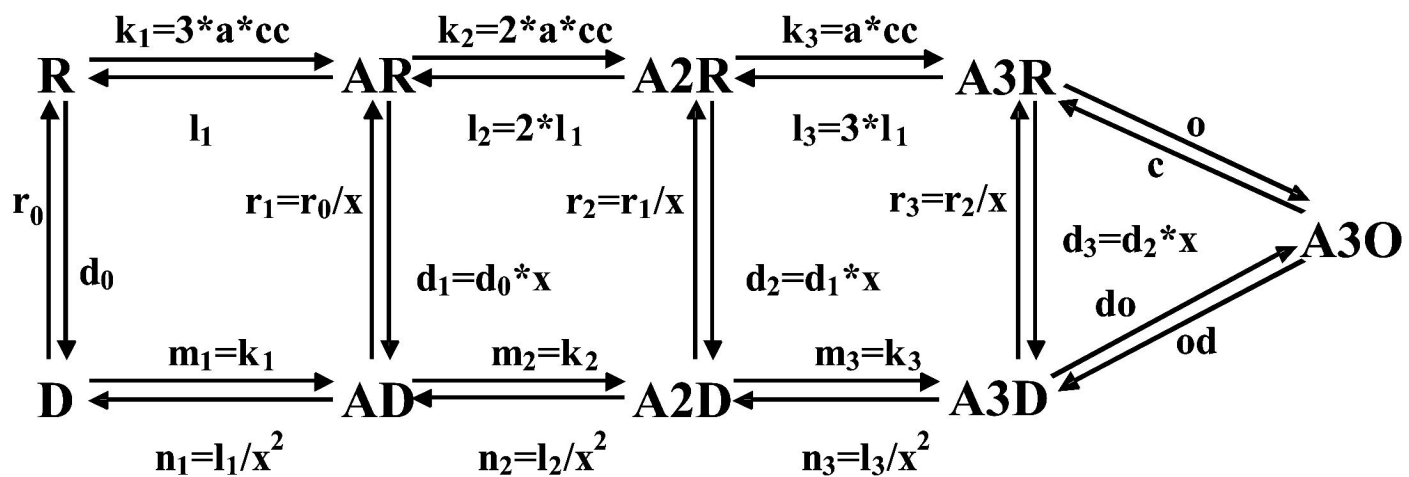 k₁=3*a*cc k₂=2*a*cc k₃=a*cc
R AR A2R A3R
l₁ l₂=2*l₁ l₃=3*l₁ o
c
r₀ r₁=r₀/x r₂=r₁/x r₃=r₂/x
d₃=d₂*x A3O
d₀ d₁=d₀*x d₂=d₁*x
do
m₁=k₁ m₂=k₂ m₃=k₃ od
D AD A2D A3D
n₁=l₁/x² n₂=l₂/x² n₃=l₃/x²